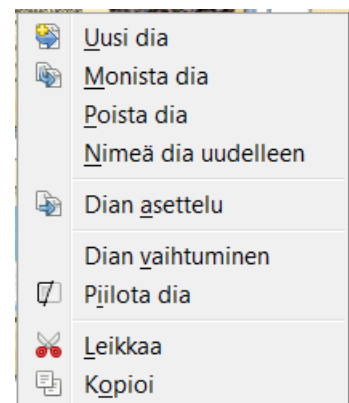 Uusi dia
Monista dia
Poista dia
Nimeä dia uudelleen
Dian asettelu
Dian vaihtuminen
Piilota dia
Leikkaa
Kopioi